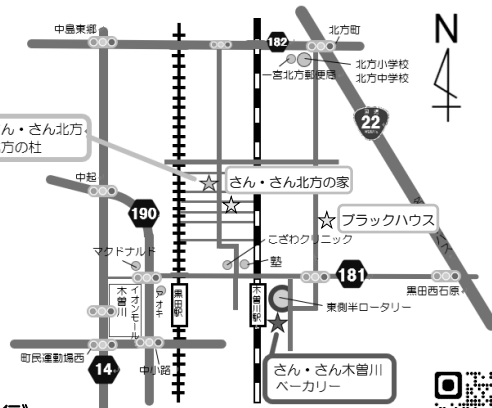 中島東郷
182
北方町
N
一宮北方郵便局
北方小学校
北方中学校
22
ん・さん北方
方の杜
中起
さん・さん北方の家
190
ブラックハウス
マクドナルド
こざわクリニック
塾
181
イオンモール
木曽川
アオキ
黒田駅
木曽川駅
黒田西石原
東側半ロータリー
町民運動場西
14
中小路
さん・さん木曽川
ベーカリー